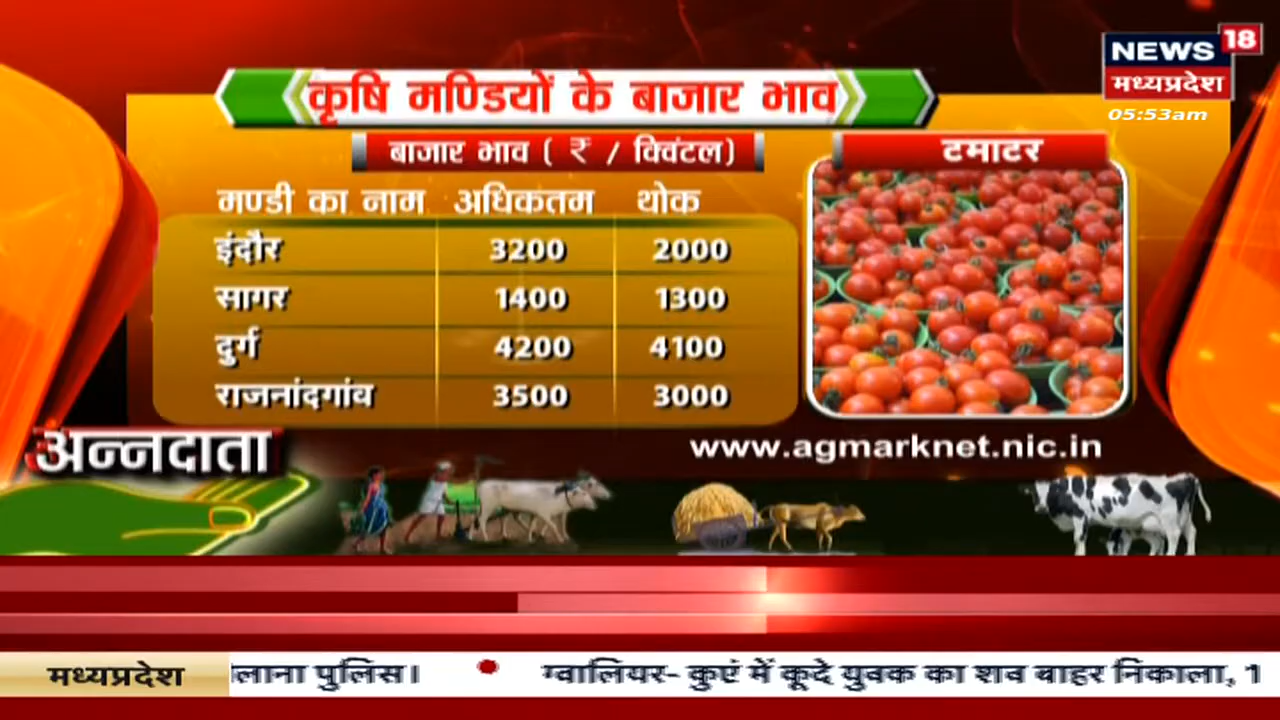 NEWS 18
मध्यप्रदेश
05:53am
कृषि मण्डियों के बाजार भाव
बाजार भाव ( ₹ / क्विंटल)
टमाटर
मण्डी का नाम अधिकतम थोक
इंदौर 3200 2000
सागर 1400 1300
दुर्ग 4200 4100
राजनांदगांव 3500 3000
अन्नदाता
www.agmarknet.nic.in
मध्यप्रदेश लाना पुलिस। • ग्वालियर- कुएं में कूदे युवक का शव बाहर निकाला, 1